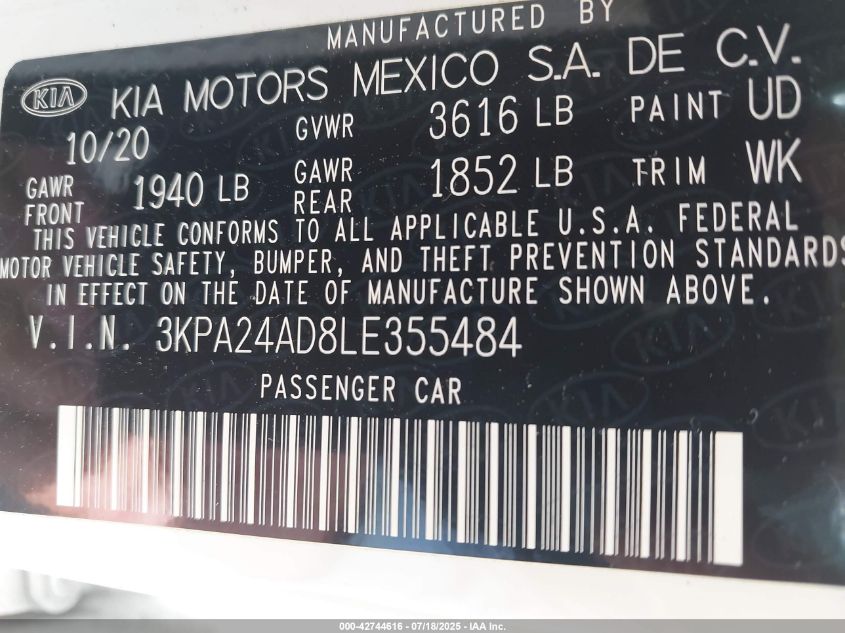 MANUFACTURED BY
KIA KIA MOTORS MEXICO S.A. DE C.V.
10/20 GVWR 3616 LB PAINT UD
GAWR FRONT 1940 LB GAWR REAR 1852 LB TRIM WK
THIS VEHICLE CONFORMS TO ALL APPLICABLE U.S.A. FEDERAL
MOTOR VEHICLE SAFETY, BUMPER, AND THEFT PREVENTION STANDARDS
IN EFFECT ON THE DATE OF MANUFACTURE SHOWN ABOVE.
V.I.N. 3KPA24AD8LE355484
PASSENGER CAR
000-42744616 - 07/18/2025 - IAA Inc.